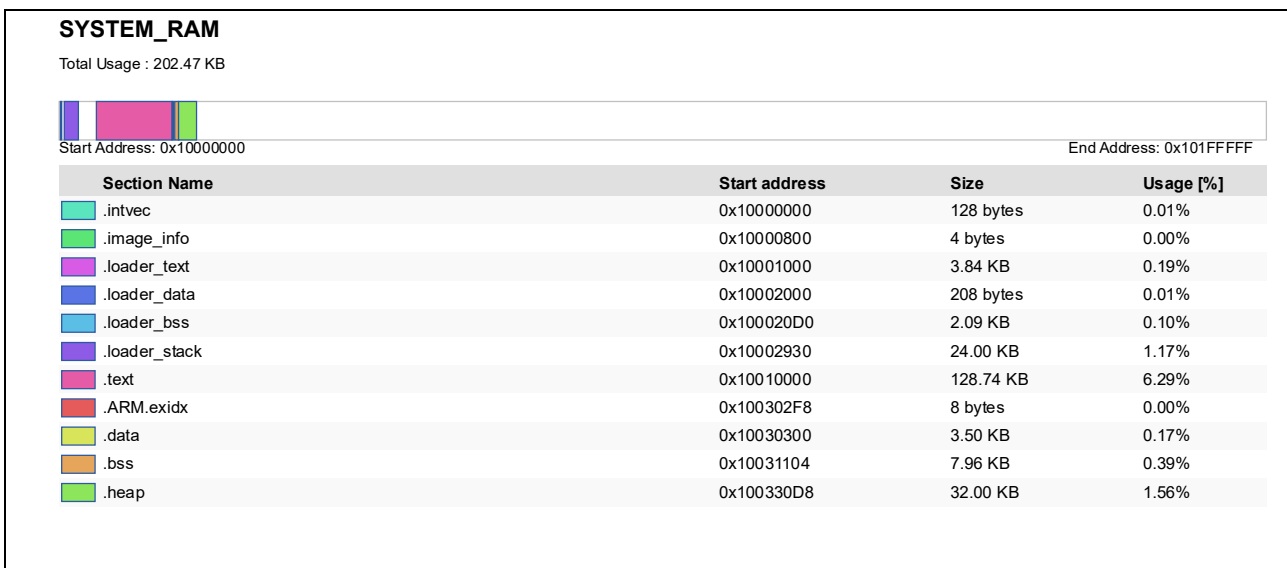 SYSTEM_RAM
Total Usage : 202.47 KB
Start Address: 0x10000000 End Address: 0x101FFFFF
Section Name Start address Size Usage [%]
.intvec 0x10000000 128 bytes 0.01%
.image_info 0x10000800 4 bytes 0.00%
.loader_text 0x10001000 3.84 KB 0.19%
.loader_data 0x10002000 208 bytes 0.01%
.loader_bss 0x100020D0 2.09 KB 0.10%
.loader_stack 0x10002930 24.00 KB 1.17%
.text 0x10010000 128.74 KB 6.29%
.ARM.exidx 0x100302F8 8 bytes 0.00%
.data 0x10030300 3.50 KB 0.17%
.bss 0x10031104 7.96 KB 0.39%
.heap 0x100330D8 32.00 KB 1.56%